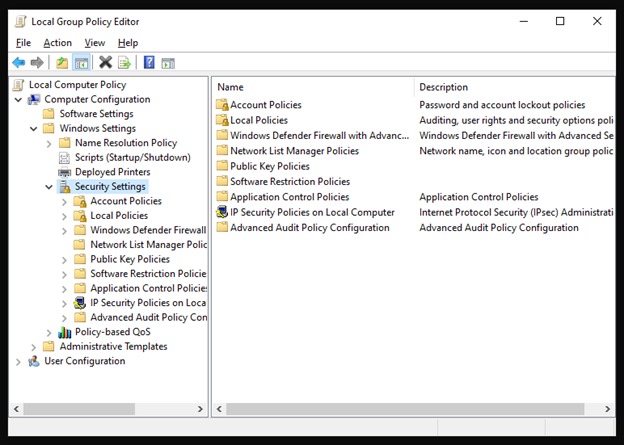 Local Group Policy Editor
File Action View Help
Local Computer Policy
Computer Configuration
Software Settings
Windows Settings
Name Resolution Policy
Scripts (Startup/Shutdown)
Deployed Printers
Security Settings
Account Policies
Local Policies
Windows Defender Firewall
Network List Manager Polic
Public Key Policies
Software Restriction Policie
Application Control Policies
IP Security Policies on Loca
Advanced Audit Policy Con
Policy-based QoS
Administrative Templates
User Configuration
Name Description
Account Policies Password and account lockout policies
Local Policies Auditing, user rights and security options poli
Windows Defender Firewall with Advanc... Windows Defender Firewall with Advanced Se
Network List Manager Policies Network name, icon and location group polic
Public Key Policies
Software Restriction Policies
Application Control Policies Application Control Policies
IP Security Policies on Local Computer Internet Protocol Security (IPsec) Administrati
Advanced Audit Policy Configuration Advanced Audit Policy Configuration